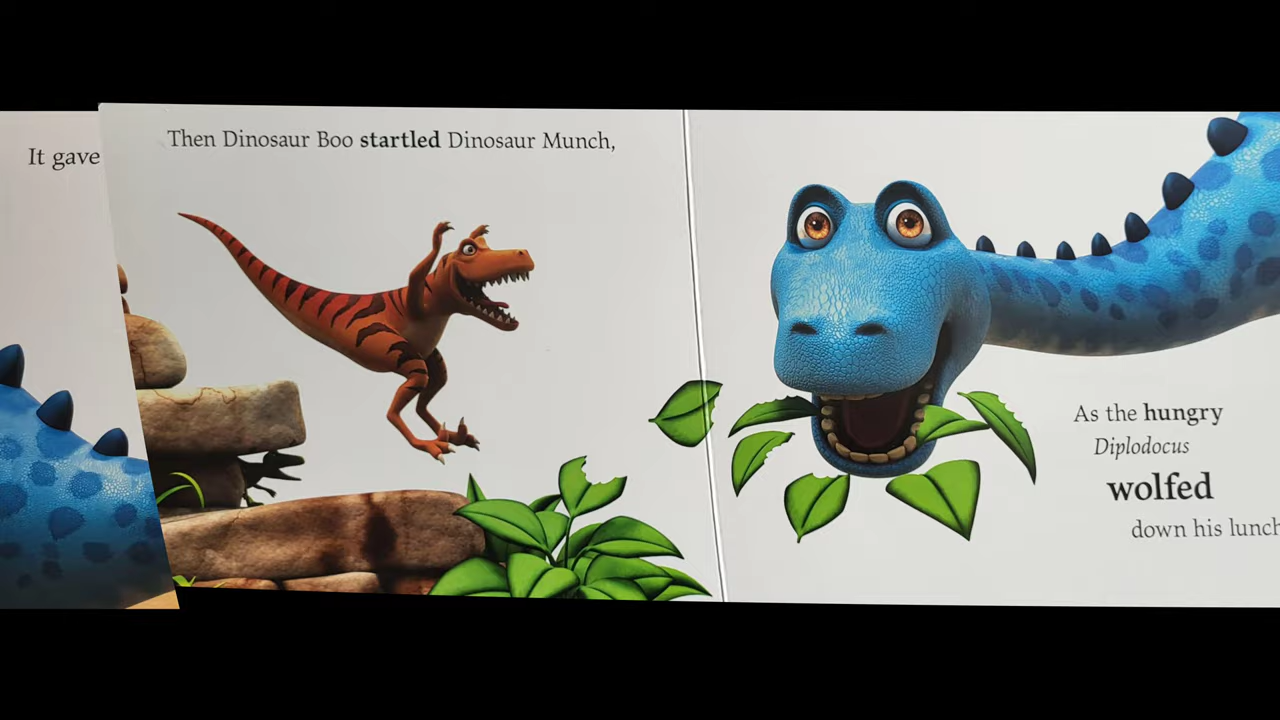 It gave
Then Dinosaur Boo startled Dinosaur Munch,
As the hungry
Diplodocus
wolfed
down his lunch